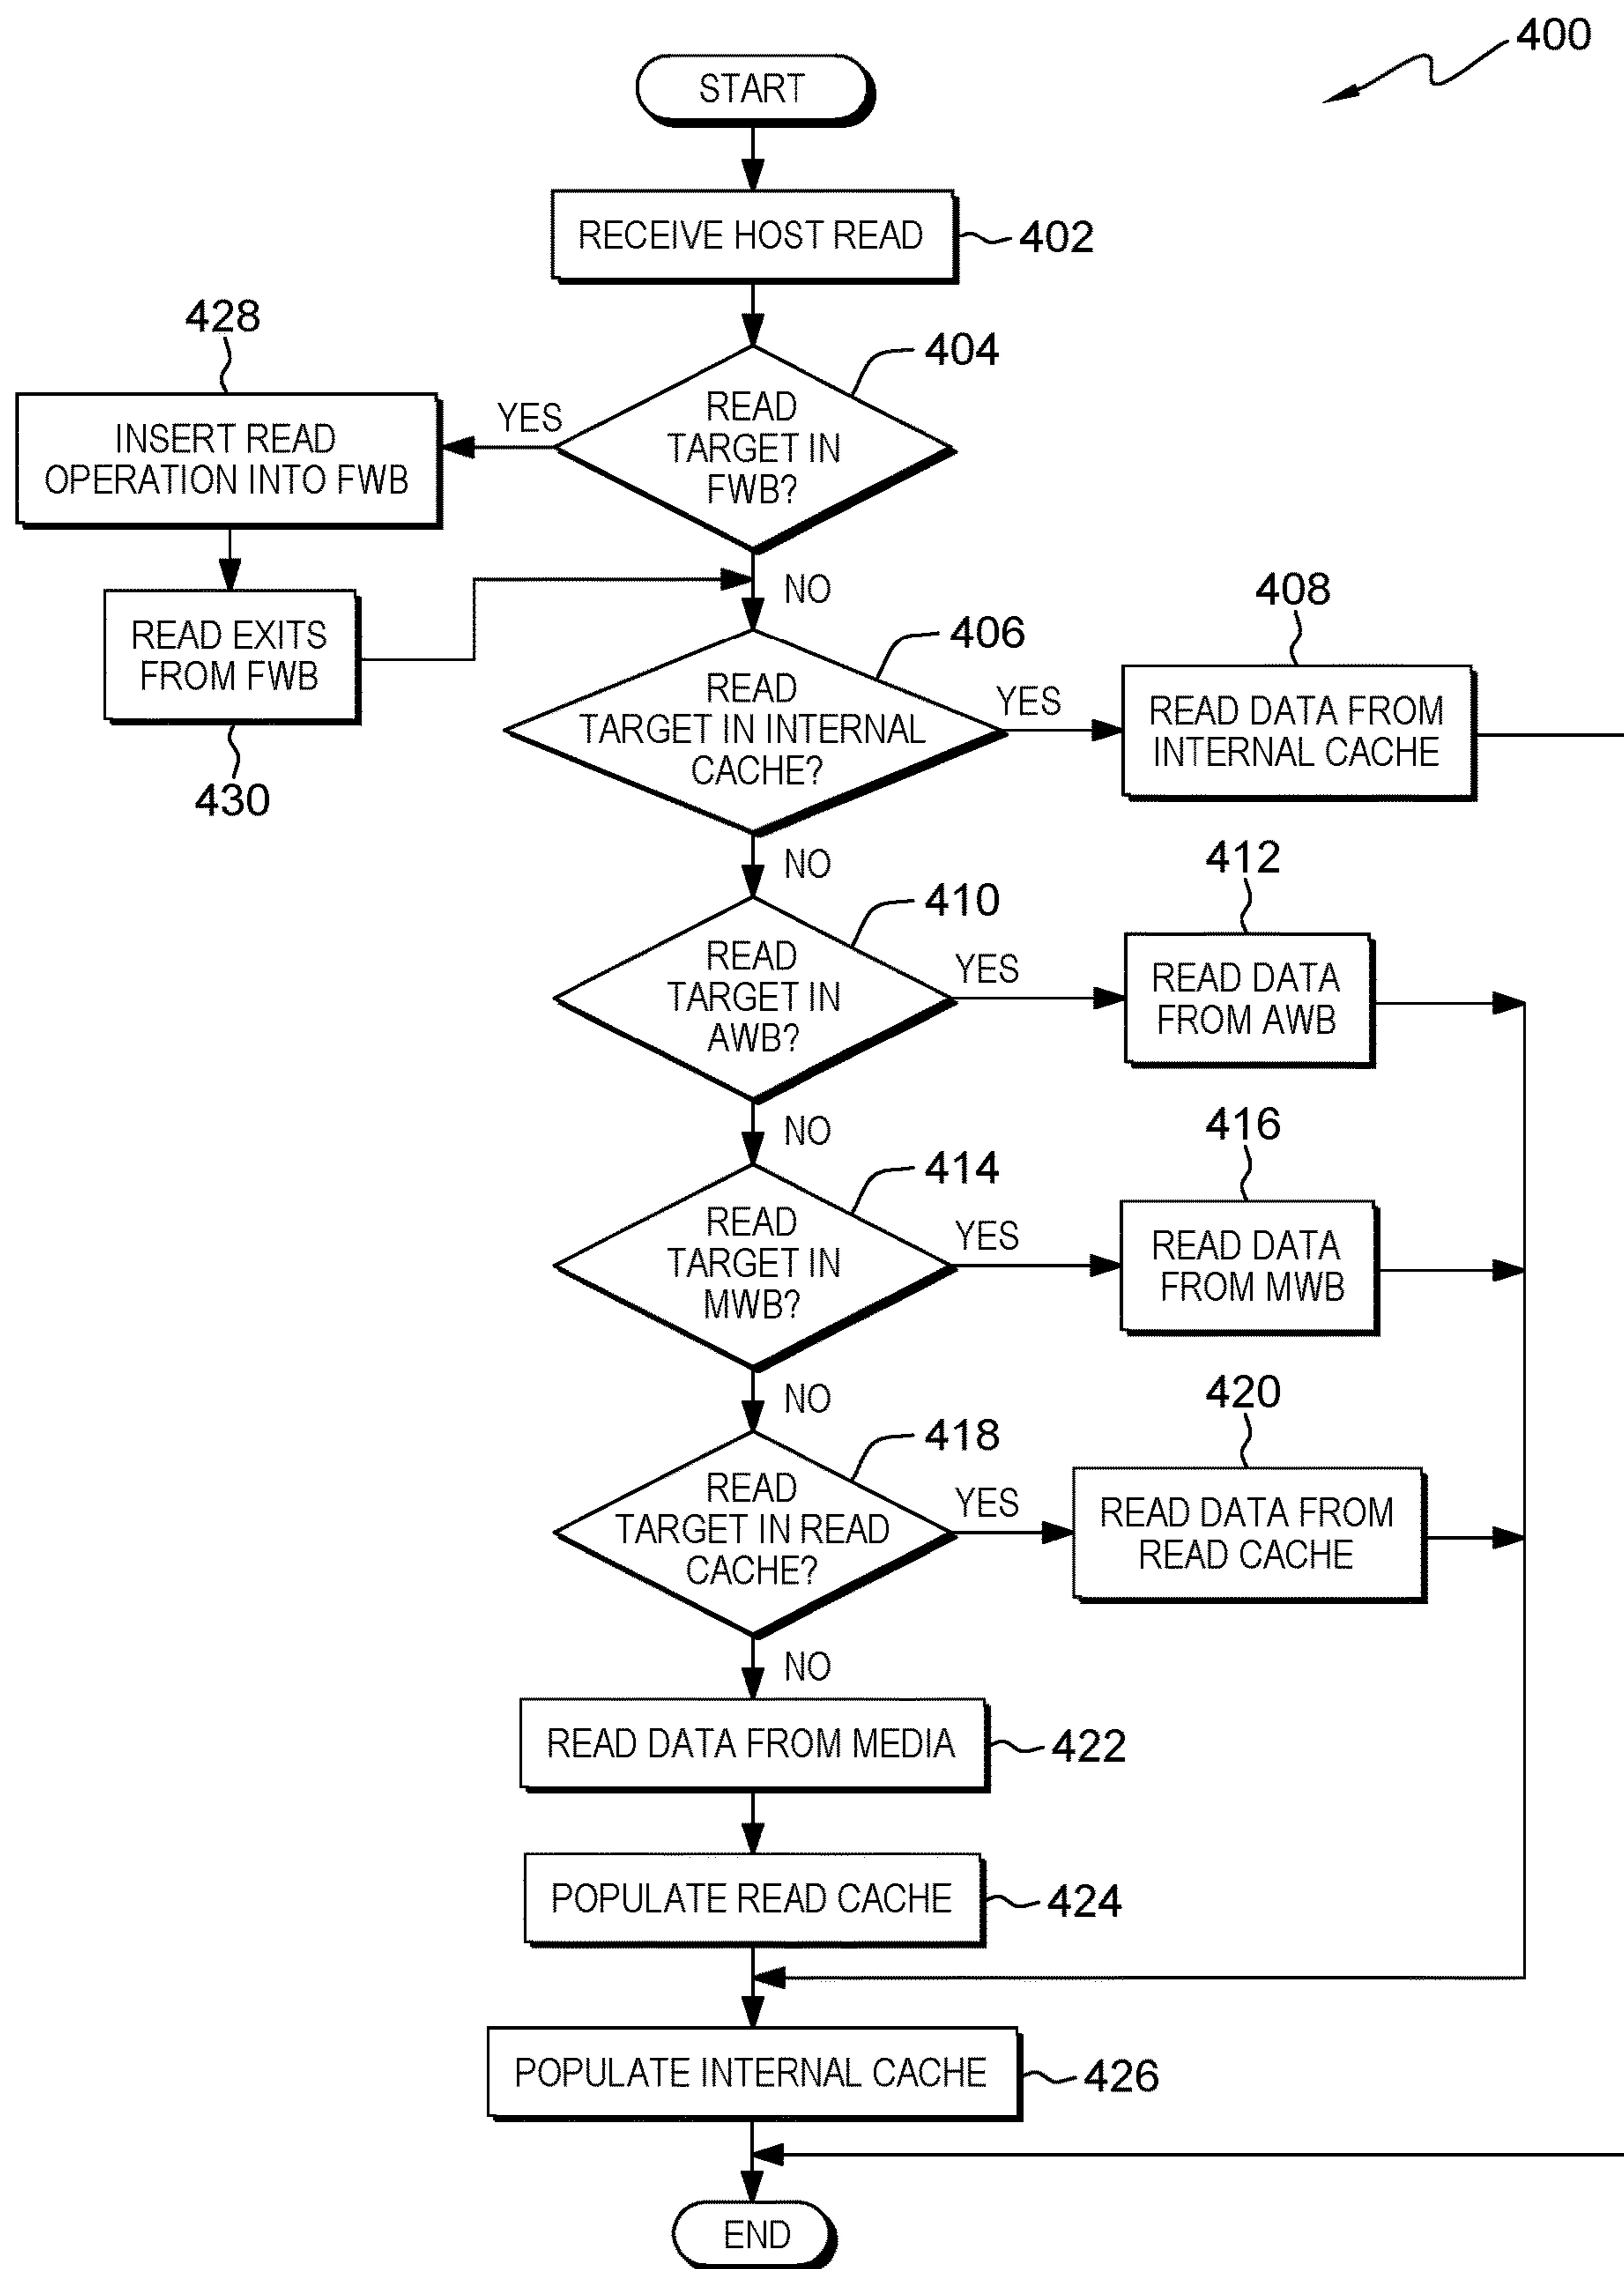 400
START
RECEIVE HOST READ
402
428
404
INSERT READ
OPERATION INTO FWB
YES
READ
TARGET IN
FWB?
NO
READ EXITS
FROM FWB
430
406
408
READ
TARGET IN INTERNAL
CACHE?
YES
READ DATA FROM
INTERNAL CACHE
NO
410
412
READ
TARGET IN
AWB?
YES
READ DATA
FROM AWB
NO
414
416
READ
TARGET IN
MWB?
YES
READ DATA
FROM MWB
NO
418
420
READ
TARGET IN READ
CACHE?
YES
READ DATA FROM
READ CACHE
NO
READ DATA FROM MEDIA
422
POPULATE READ CACHE
424
POPULATE INTERNAL CACHE
426
END